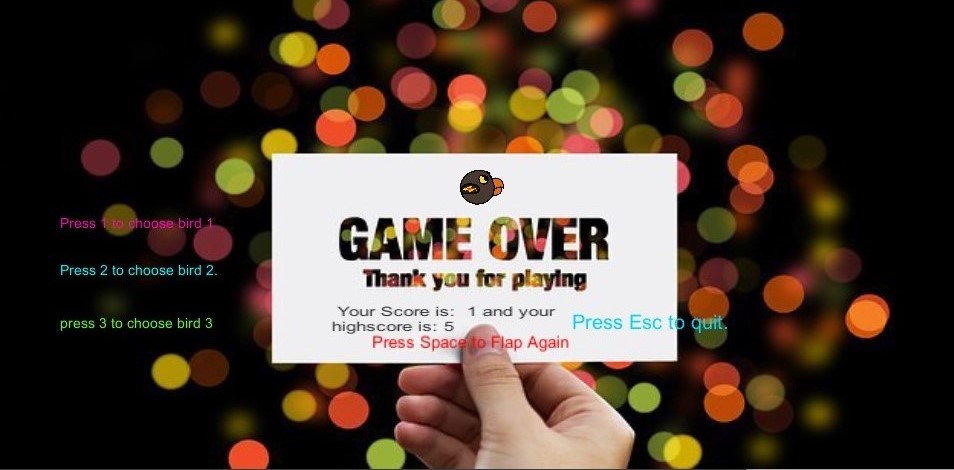 Press 1 to choose bird 1
Press 2 to choose bird 2.
press 3 to choose bird 3
GAME OVER
Thank you for playing
Your Score is:  1 and your
highscore is: 5
Press Space to Flap Again
Press Esc to quit.